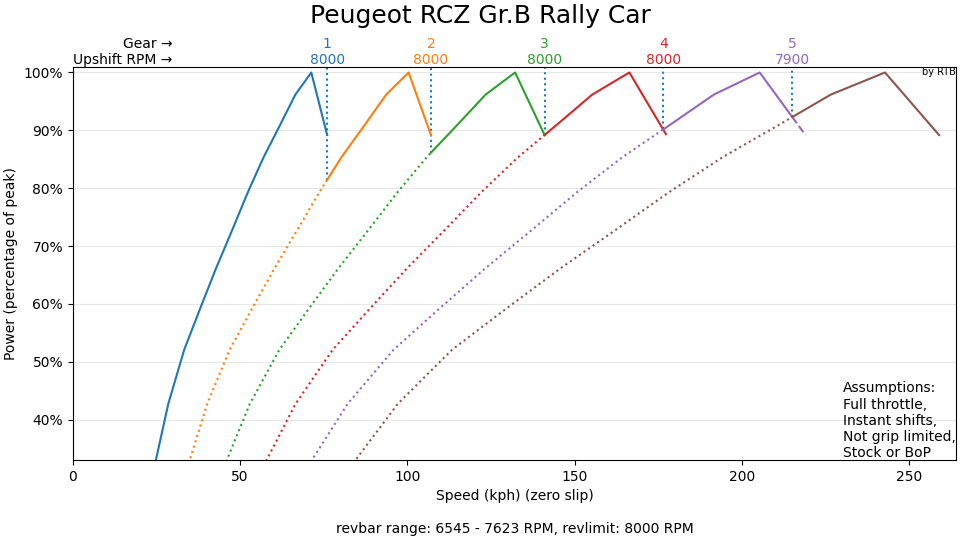 Peugeot RCZ Gr.B Rally Car
Gear → 1 2 3 4 5
Upshift RPM → 8000 8000 8000 8000 7900
by RTB
100%
90%
80%
70%
60%
50%
40%
Power (percentage of peak)
Assumptions:
Full throttle,
Instant shifts,
Not grip limited,
Stock or BoP
0 50 100 150 200 250
Speed (kph) (zero slip)
revbar range: 6545 - 7623 RPM, revlimit: 8000 RPM